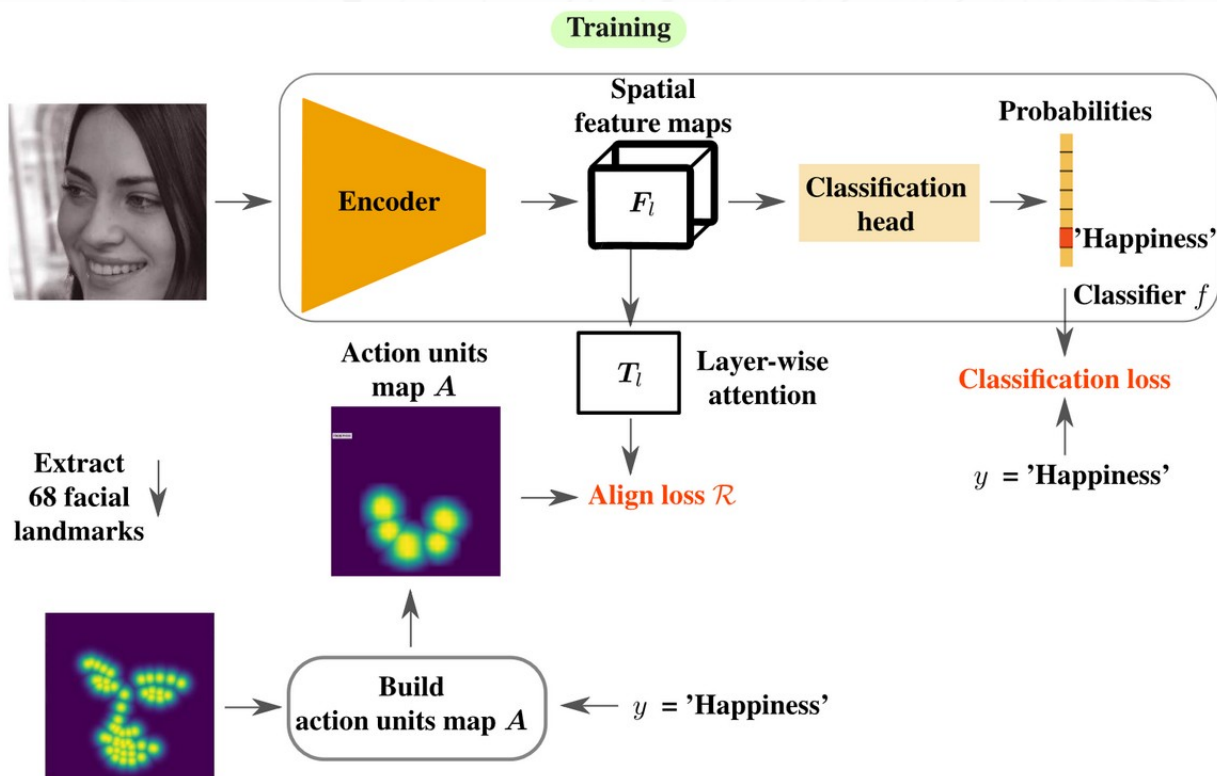 Training
Spatial
feature maps
Probabilities
Encoder
F_l
Classification
head
'Happiness'
Classifier f
Action units
map A
T_l
Layer-wise
attention
Classification loss
Extract
68 facial
landmarks
Align loss ℛ
y = 'Happiness'
Build
action units map A
y = 'Happiness'